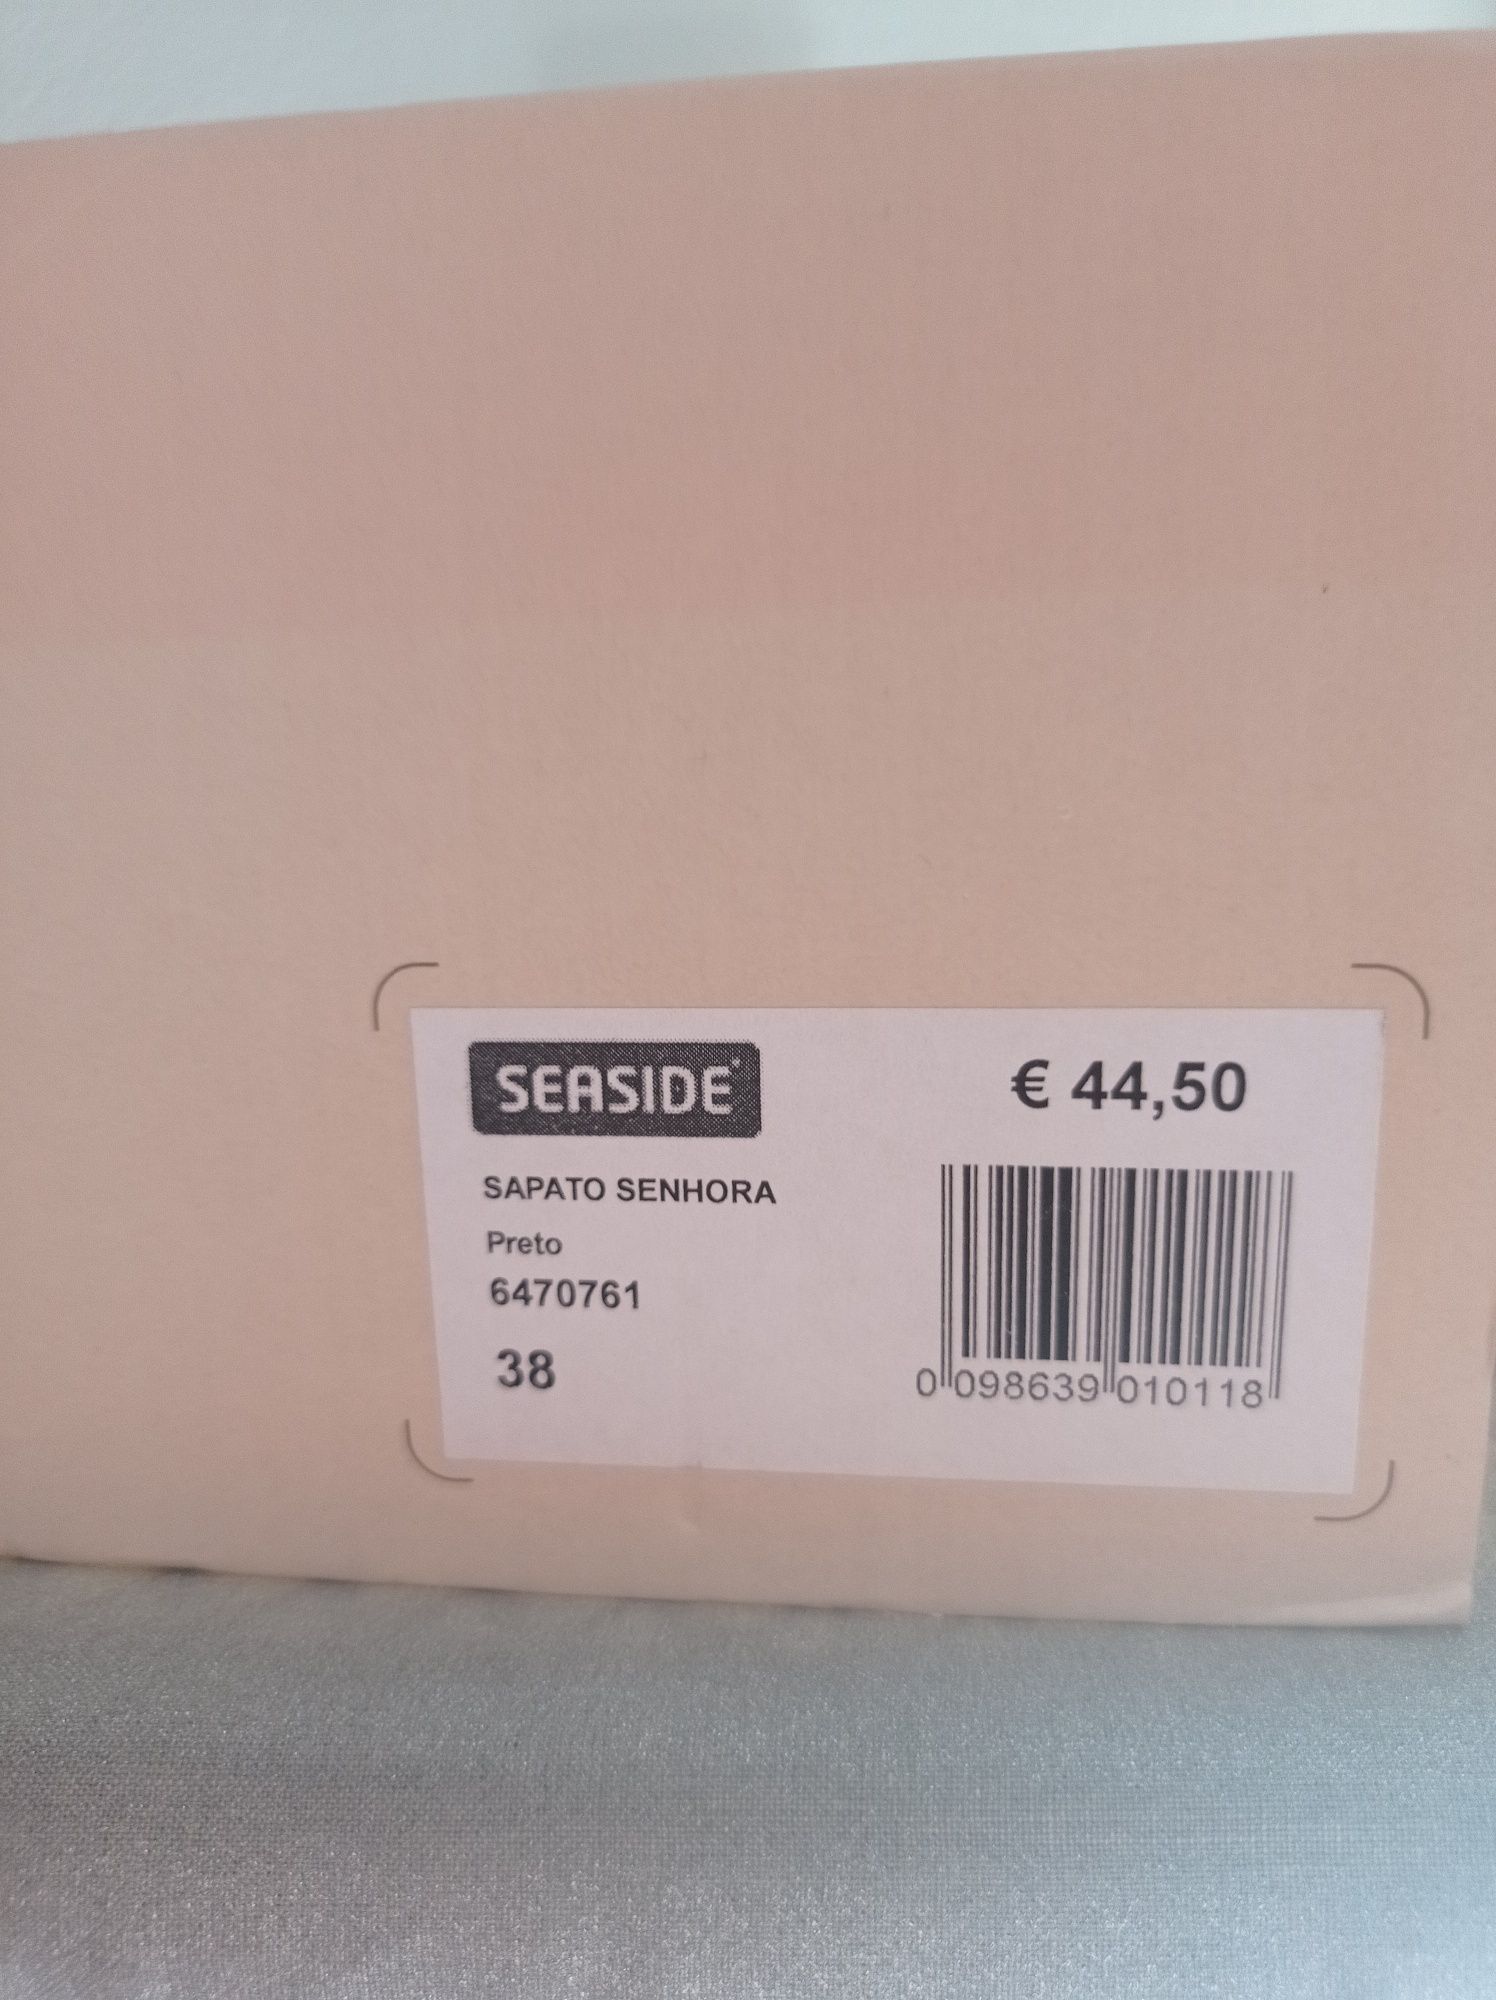 SEASIDE
€ 44,50
SAPATO SENHORA
Preto
6470761
38
0 098639 010118